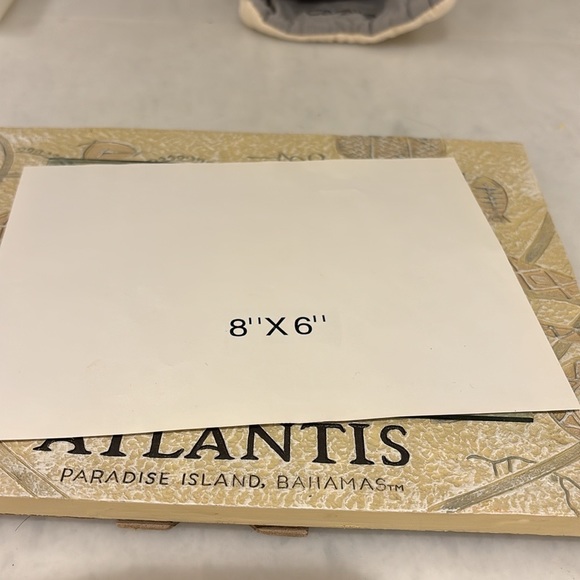 8"X 6"
ATLANTIS
PARADISE ISLAND, BAHAMAS™